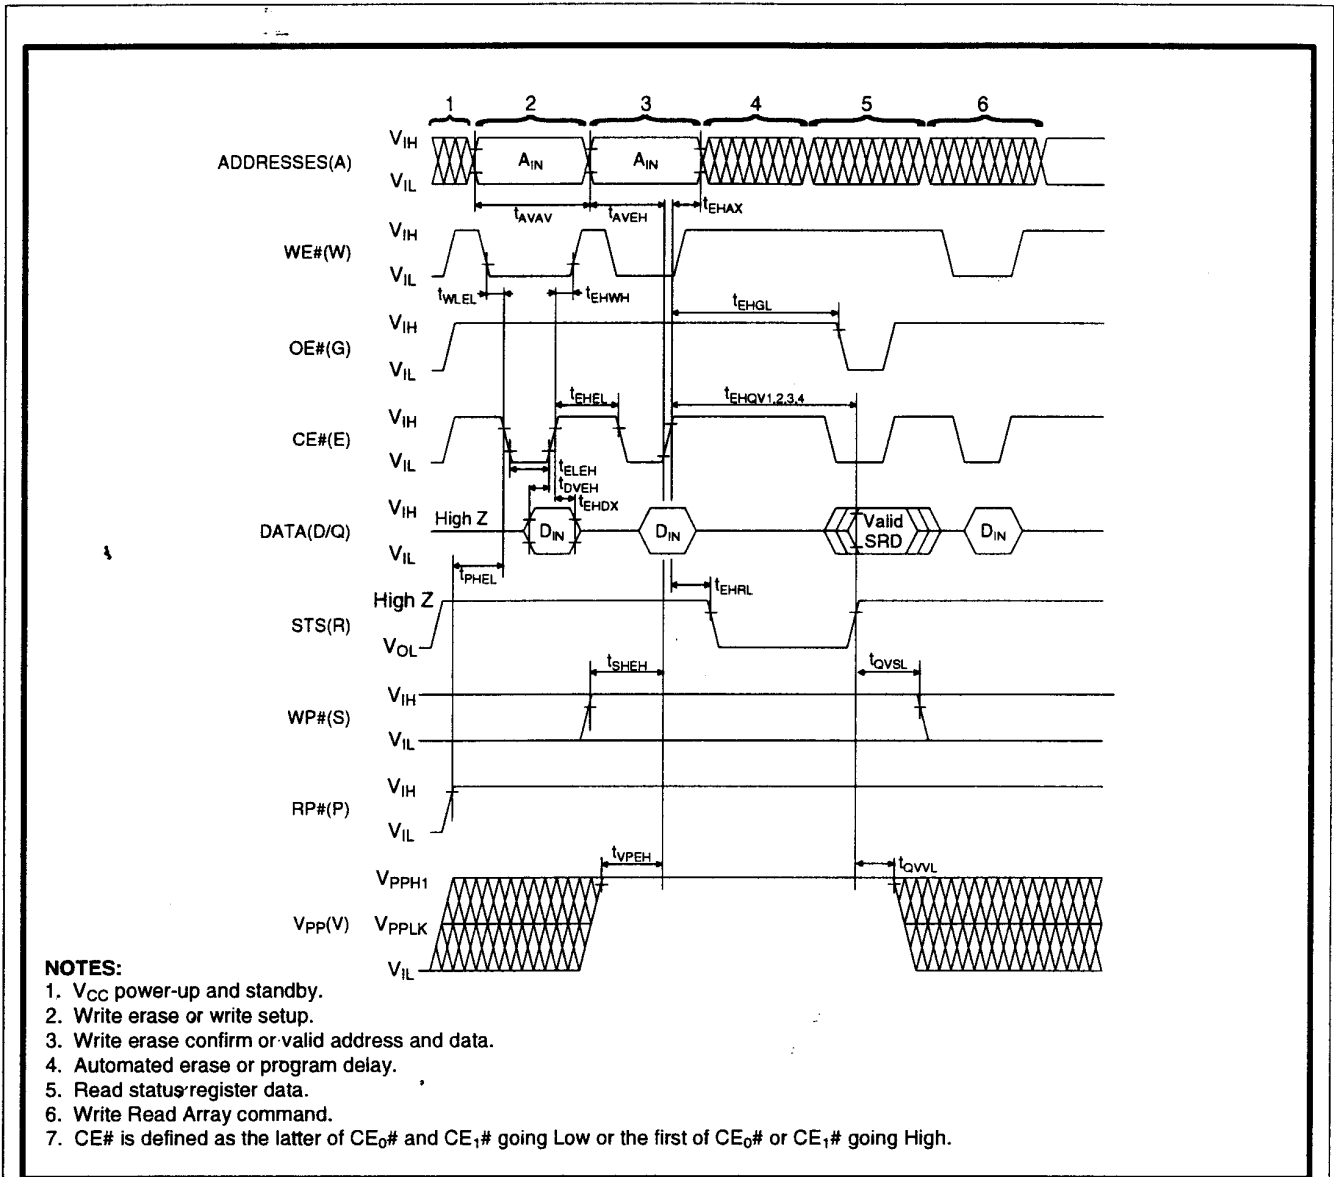 1 2 3 4 5 6
ADDRESSES(A) VIH VIL AIN AIN
tAVAV tAVEH tEHAX
WE#(W) VIH VIL
tWLEL tEHWH
OE#(G) VIH VIL
tEHGL
CE#(E) VIH VIL
tEHEL tEHQV1,2,3,4
tELEH
tDVEH
tEHDX
DATA(D/Q) VIH VIL High Z DIN DIN Valid SRD DIN
tPHEL tEHRL
STS(R) High Z VOL
tSHEH tQVSL
WP#(S) VIH VIL
RP#(P) VIH VIL
tVPEH tQVVL
VPP(V) VPPH1 VPPLK VIL
NOTES:
1. VCC power-up and standby.
2. Write erase or write setup.
3. Write erase confirm or valid address and data.
4. Automated erase or program delay.
5. Read status register data.
6. Write Read Array command.
7. CE# is defined as the latter of CE0# and CE1# going Low or the first of CE0# or CE1# going High.